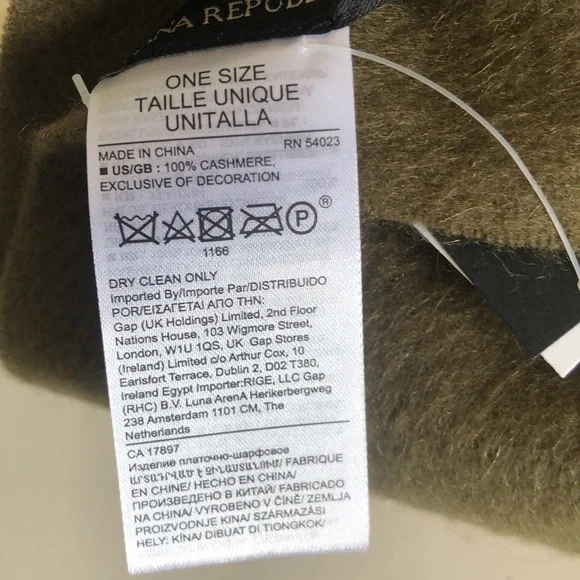 NA REPUBL
ONE SIZE
TAILLE UNIQUE
UNITALLA
MADE IN CHINA RN 54023
■ US/GB : 100% CASHMERE,
EXCLUSIVE OF DECORATION
P ®
1166
DRY CLEAN ONLY
Imported By/Importe Par/DISTRIBUIDO
POR/ΕΙΣΑΓΕΤΑΙ ΑΠΟ ΤΗΝ:
Gap (UK Holdings) Limited, 2nd Floor
Nations House, 103 Wigmore Street,
London, W1U 1QS, UK Gap Stores
(Ireland) Limited c/o Arthur Cox, 10
Earlsfort Terrace, Dublin 2, D02 T380,
Ireland Egypt Importer:RIGE, LLC Gap
(RHC) B.V. Luna ArenA Herikerbergweg
238 Amsterdam 1101 CM, The
Netherlands
CA 17897
Изделие платочно-шарфовое
ԱՐՏԱԴՎԱԾ Է ՉԻՆԱՍՏԱՆՈՒՄ/ FABRIQUE
EN CHINE/ HECHO EN CHINA/
ПРОИЗВЕДЕНО В КИТАЙ/ FABRICADO
NA CHINA/ VYROBENO V ČÍNĚ/ ZEMLJA
PROIZVODNJE KINA/ SZÁRMAZÁSI
HELY: KÍNA/ DIBUAT DI TIONGKOK/